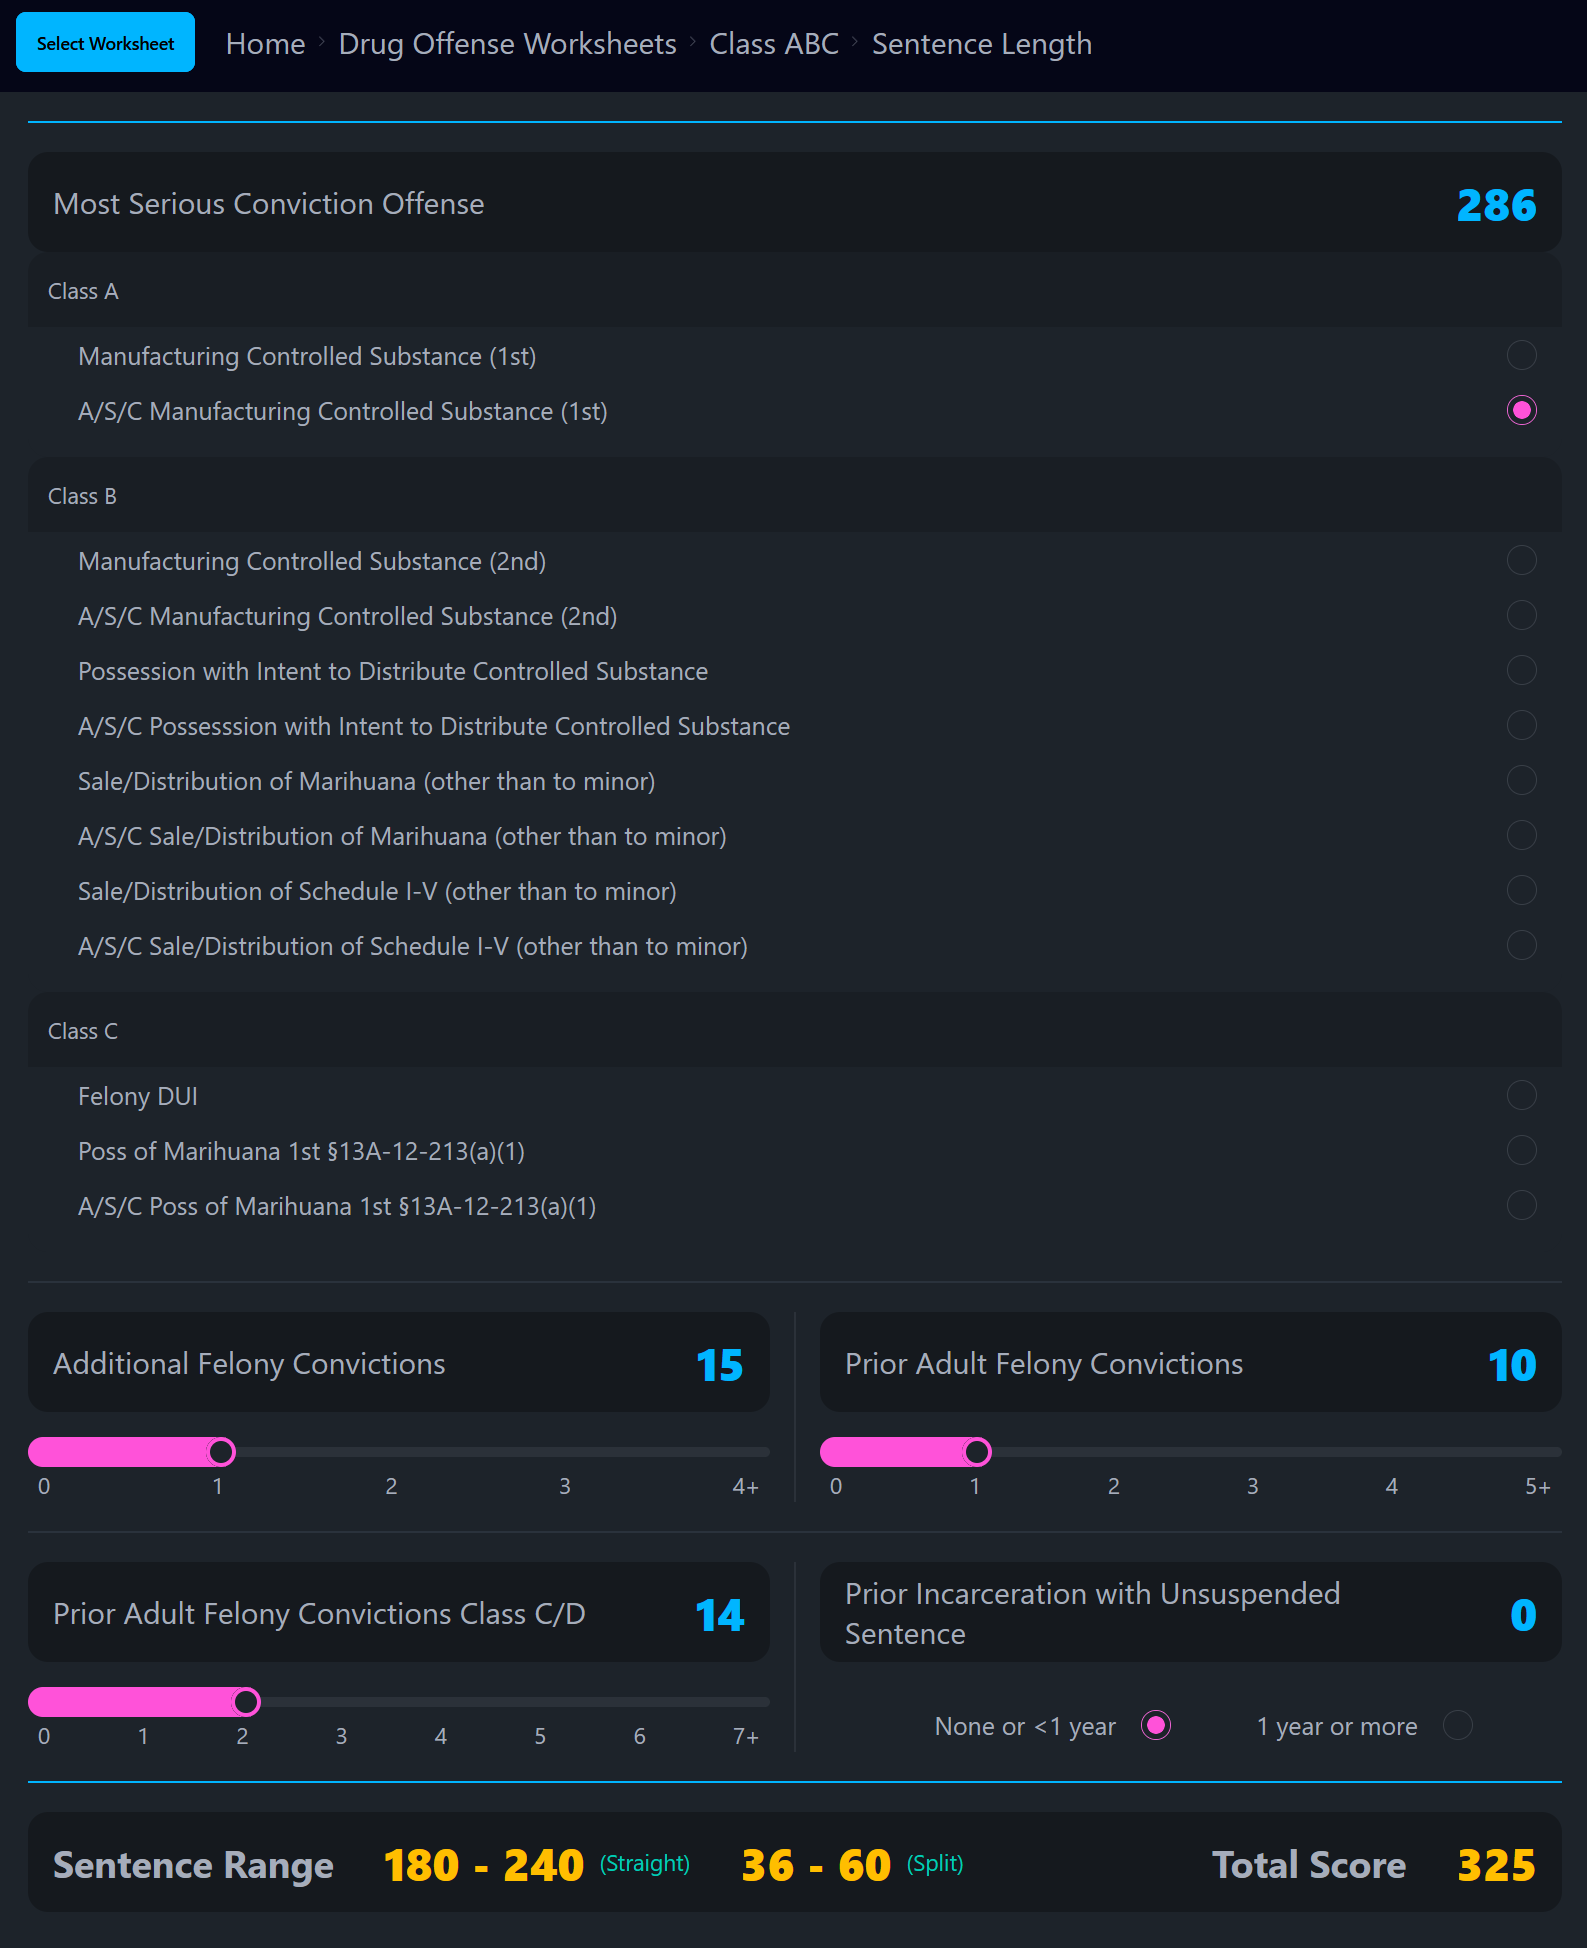 Select Worksheet Home › Drug Offense Worksheets › Class ABC › Sentence Length
Most Serious Conviction Offense 286
Class A
Manufacturing Controlled Substance (1st)
A/S/C Manufacturing Controlled Substance (1st)
Class B
Manufacturing Controlled Substance (2nd)
A/S/C Manufacturing Controlled Substance (2nd)
Possession with Intent to Distribute Controlled Substance
A/S/C Possesssion with Intent to Distribute Controlled Substance
Sale/Distribution of Marihuana (other than to minor)
A/S/C Sale/Distribution of Marihuana (other than to minor)
Sale/Distribution of Schedule I-V (other than to minor)
A/S/C Sale/Distribution of Schedule I-V (other than to minor)
Class C
Felony DUI
Poss of Marihuana 1st §13A-12-213(a)(1)
A/S/C Poss of Marihuana 1st §13A-12-213(a)(1)
Additional Felony Convictions 15
0 1 2 3 4+
Prior Adult Felony Convictions 10
0 1 2 3 4 5+
Prior Adult Felony Convictions Class C/D 14
0 1 2 3 4 5 6 7+
Prior Incarceration with Unsuspended
Sentence 0
None or <1 year 1 year or more
Sentence Range 180 - 240 (Straight) 36 - 60 (Split) Total Score 325